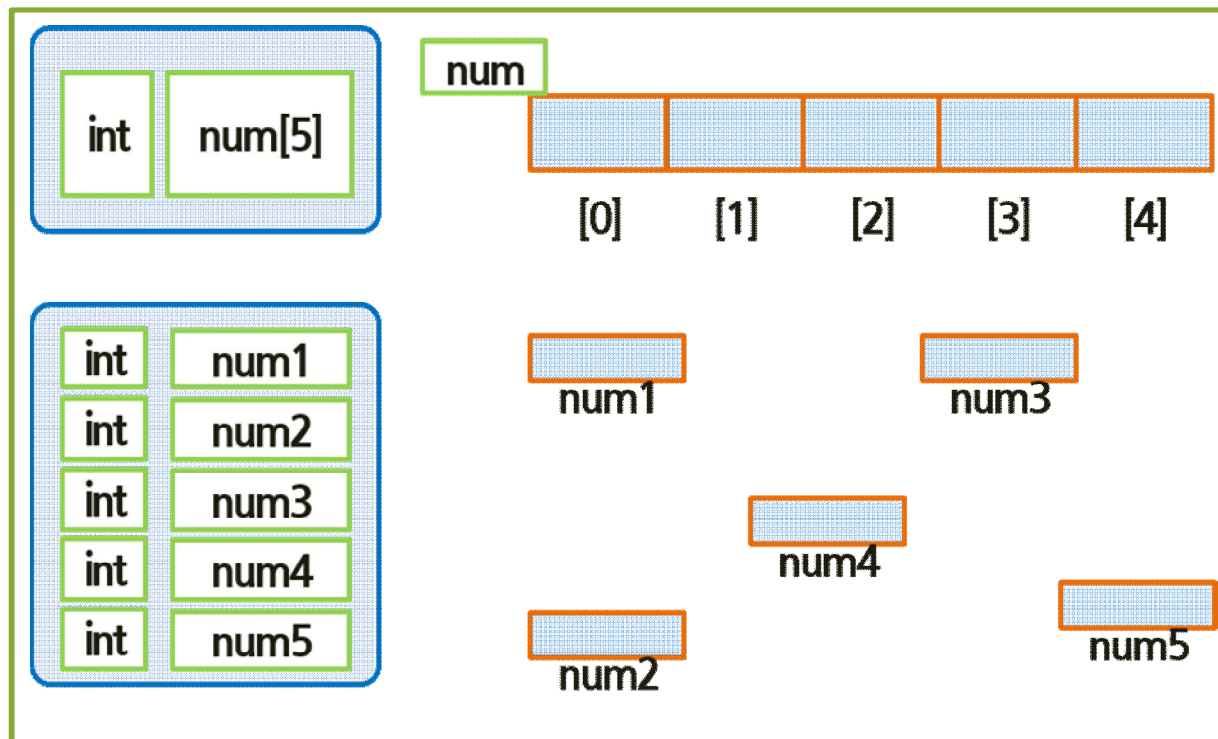 int num[5]
num
[0] [1] [2] [3] [4]
int num1
int num2
int num3
int num4
int num5
num1 num3
num4
num2 num5